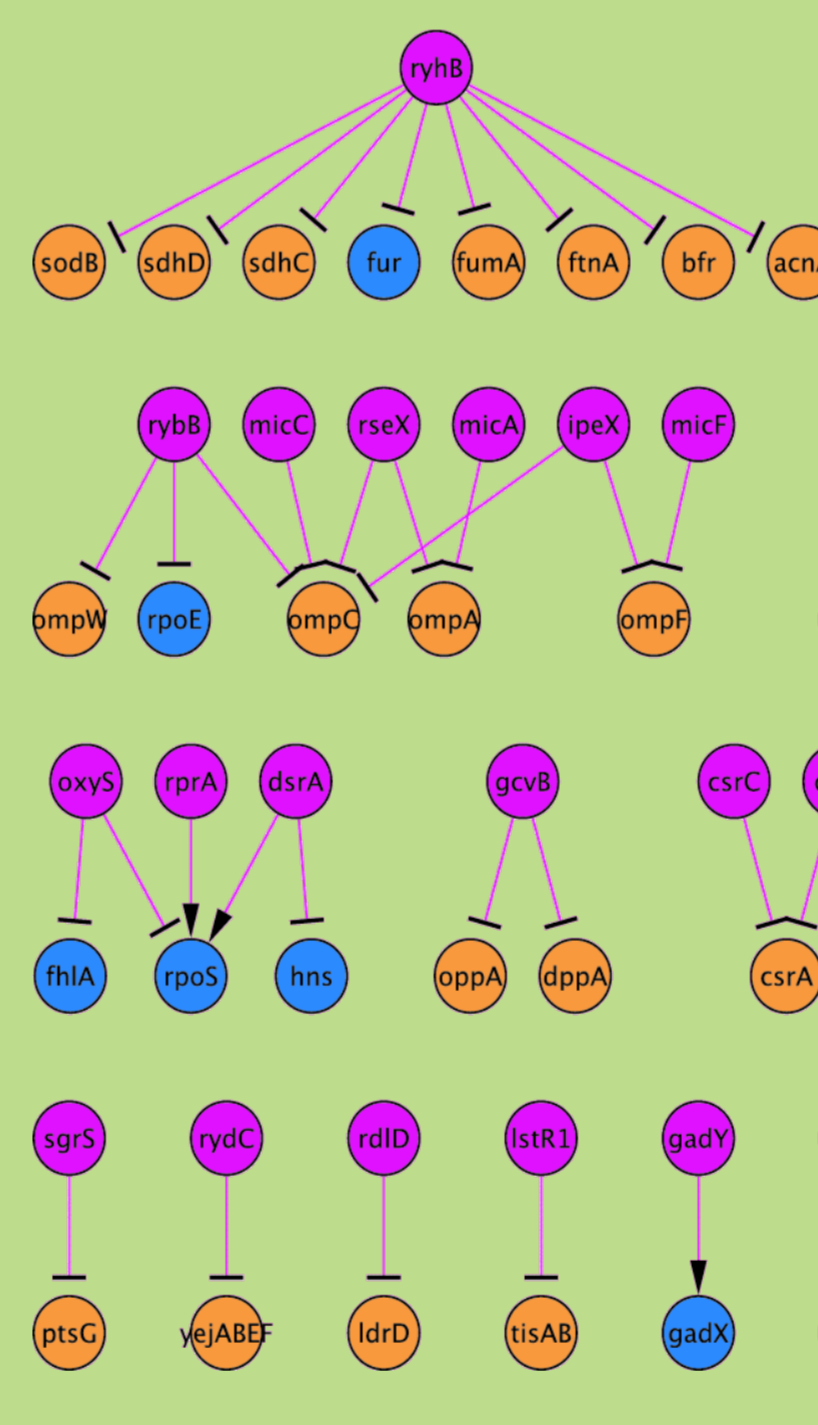 ryhB
sodB sdhD sdhC fur fumA ftnA bfr acnA
rybB micC rseX micA ipeX micF
ompW rpoE ompC ompA ompF
oxyS rprA dsrA gcvB csrC
fhlA rpoS hns oppA dppA csrA
sgrS rydC rdlD lstR1 gadY
ptsG yejABEF ldrD tisAB gadX